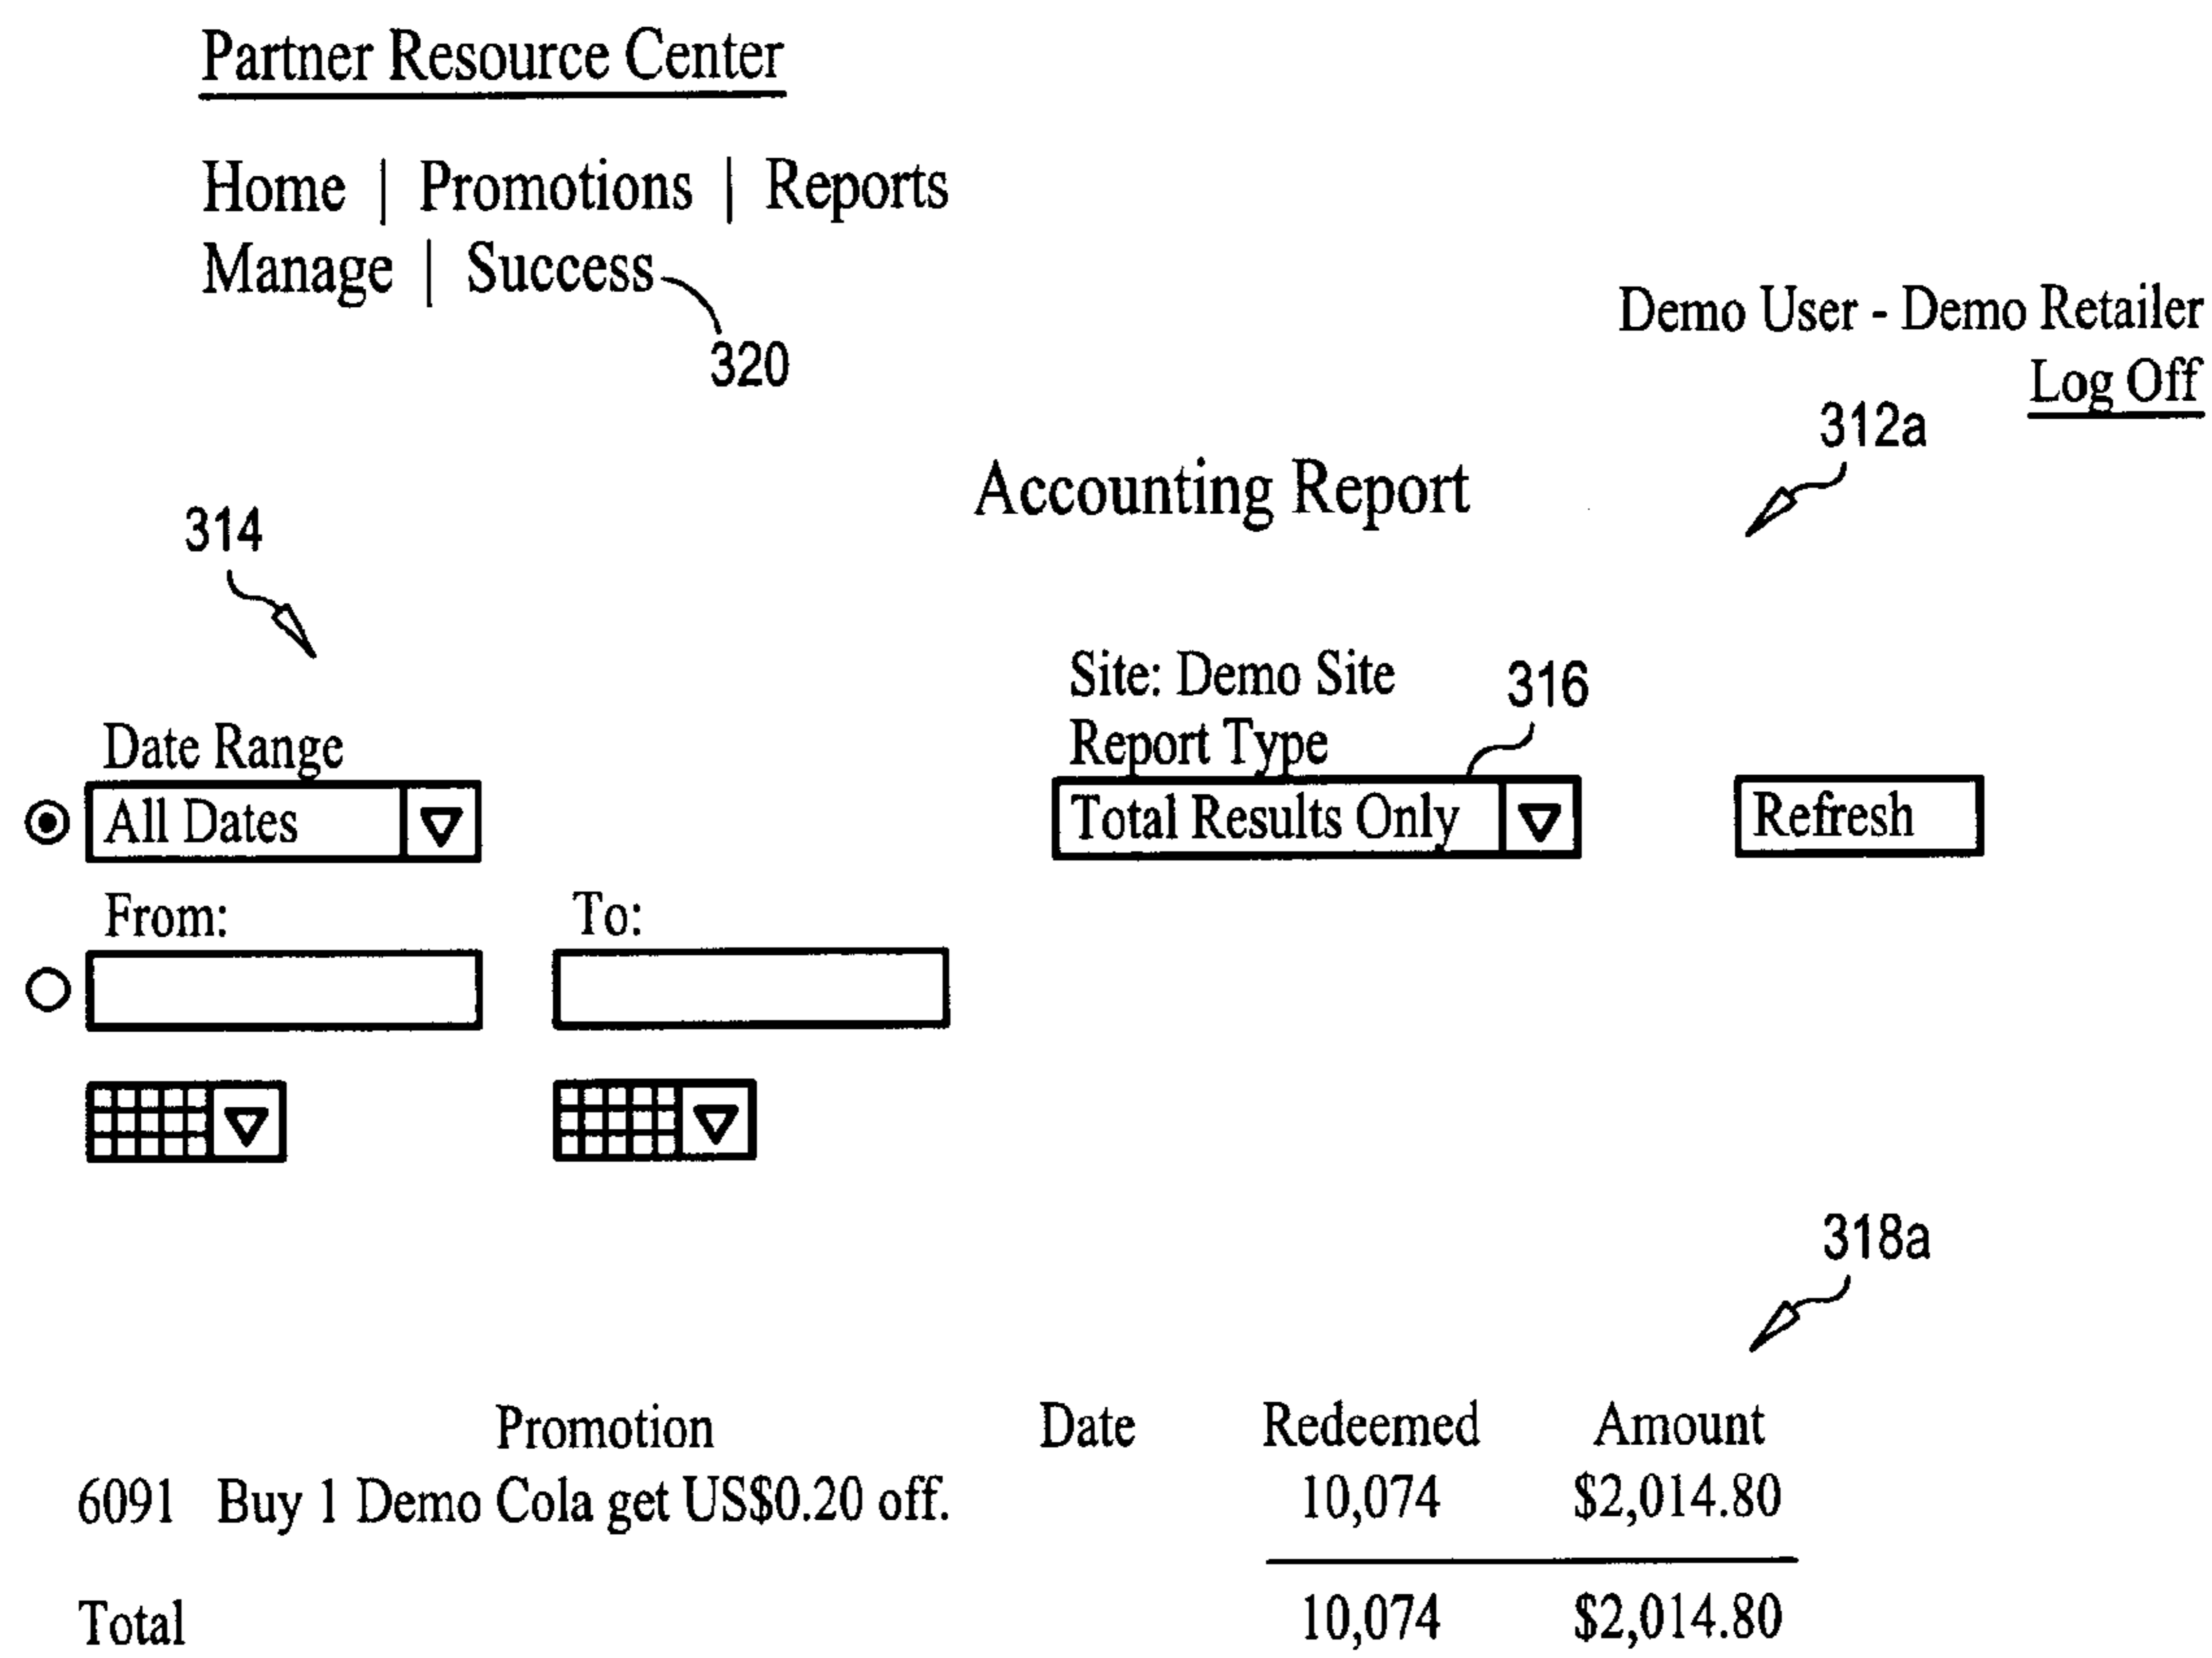 Partner Resource Center
Home | Promotions | Reports
Manage | Success
320
Demo User - Demo Retailer
Log Off
312a
Accounting Report
314
Site: Demo Site
316
Date Range
Report Type
All Dates
Total Results Only
Refresh
From:
To:
318a
Promotion Date Redeemed Amount
6091 Buy 1 Demo Cola get US$0.20 off. 10,074 $2,014.80
Total 10,074 $2,014.80